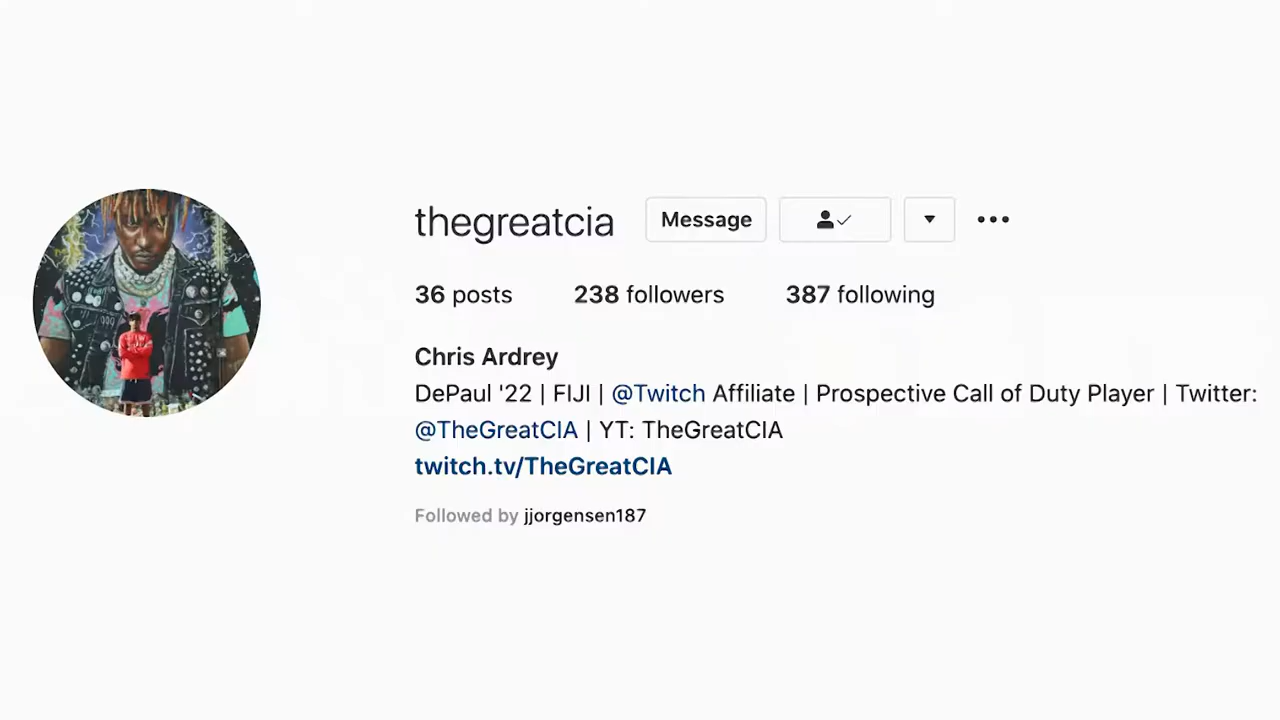 thegreatcia Message
36 posts 238 followers 387 following
Chris Ardrey
DePaul '22 | FIJI | @Twitch Affiliate | Prospective Call of Duty Player | Twitter:
@TheGreatCIA | YT: TheGreatCIA
twitch.tv/TheGreatCIA
Followed by jjorgensen187